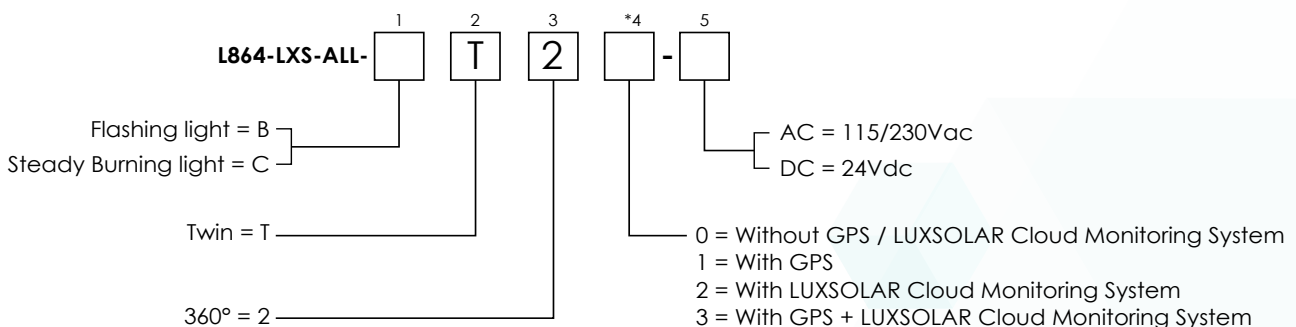 1 2 3 *4 5
L864-LXS-ALL- T 2 -
Flashing light = B
Steady Burning light = C
AC = 115/230Vac
DC = 24Vdc
Twin = T
0 = Without GPS / LUXSOLAR Cloud Monitoring System
1 = With GPS
2 = With LUXSOLAR Cloud Monitoring System
360° = 2
3 = With GPS + LUXSOLAR Cloud Monitoring System